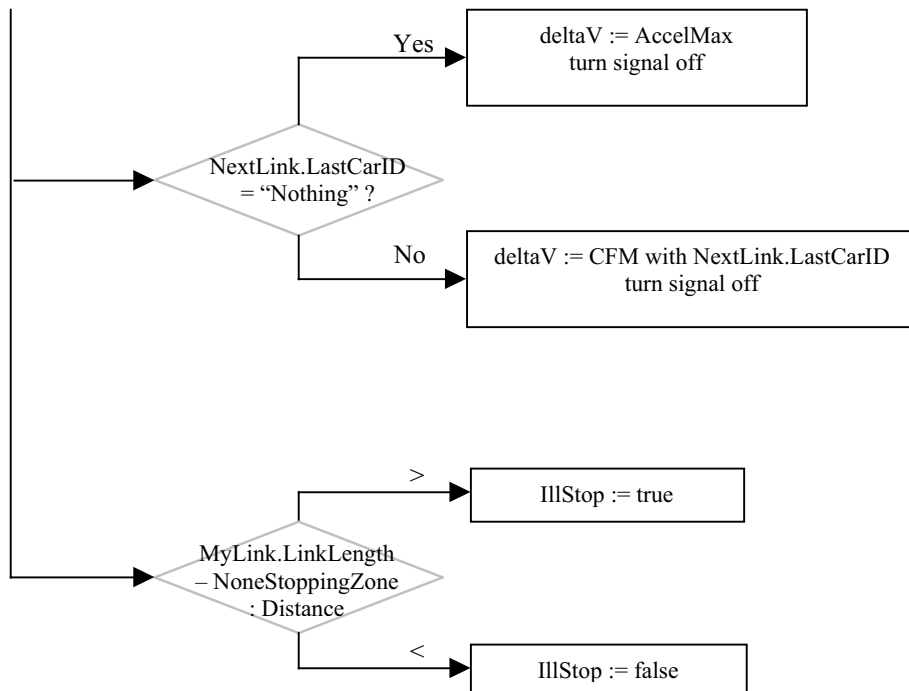 Yes
deltaV := AccelMax
turn signal off
NextLink.LastCarID
= “Nothing” ?
No
deltaV := CFM with NextLink.LastCarID
turn signal off
>
IllStop := true
MyLink.LinkLength
– NoneStoppingZone
: Distance
<
IllStop := false